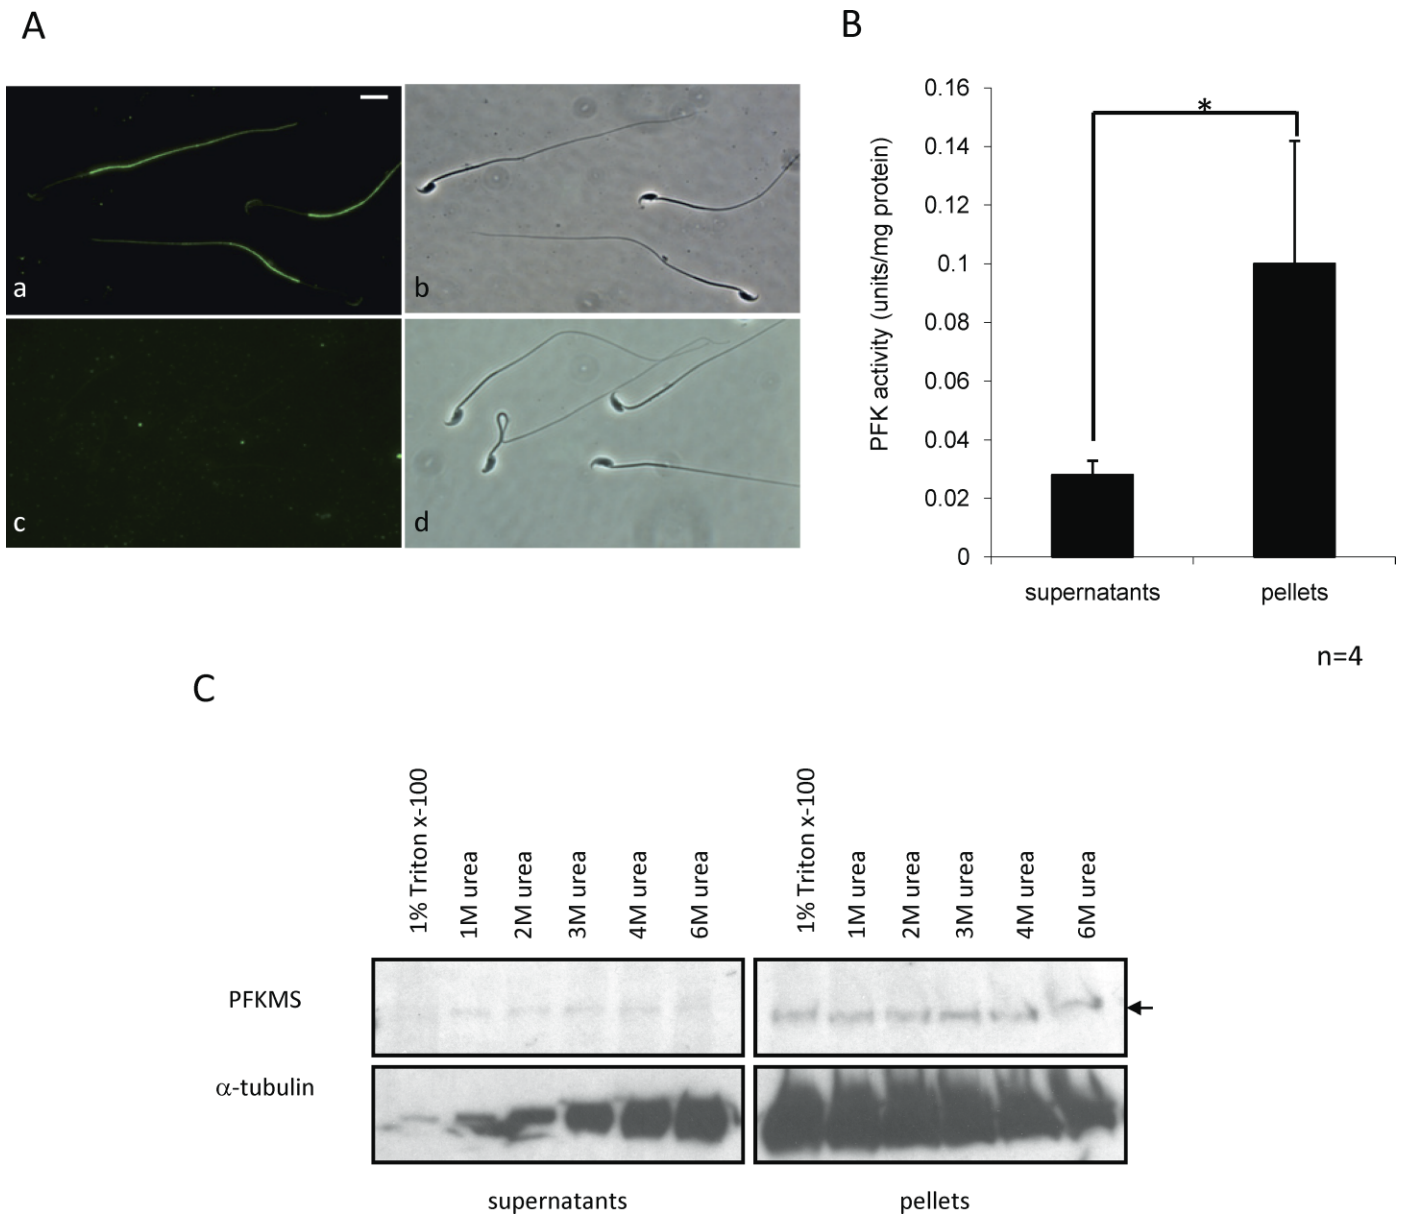 A
B
a
b
c
d
PFK activity (units/mg protein)
0.16
0.14
0.12
0.1
0.08
0.06
0.04
0.02
0
*
supernatants
pellets
n=4
C
1% Triton x-100
1M urea
2M urea
3M urea
4M urea
6M urea
1% Triton x-100
1M urea
2M urea
3M urea
4M urea
6M urea
PFKMS
α-tubulin
supernatants
pellets